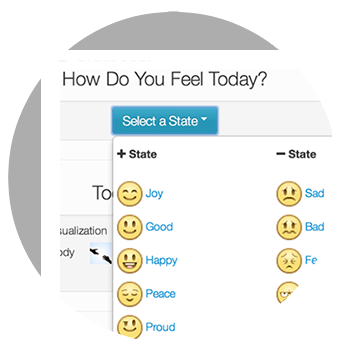 How Do You Feel Today?
Select a State
+ State
− State
Joy
Sad
Good
Bad
Happy
Fe
Peace
Proud
To
sualization
ody